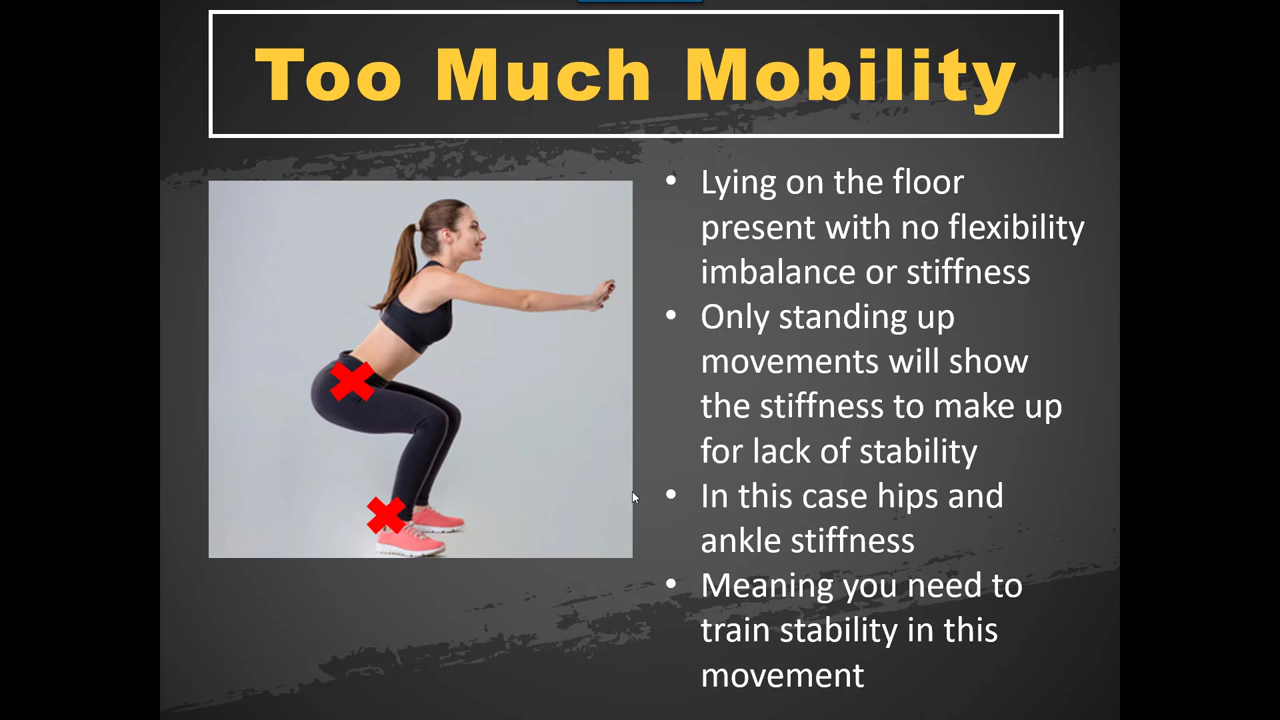 Too Much Mobility
• Lying on the floor
present with no flexibility
imbalance or stiffness
• Only standing up
movements will show
the stiffness to make up
for lack of stability
• In this case hips and
ankle stiffness
• Meaning you need to
train stability in this
movement